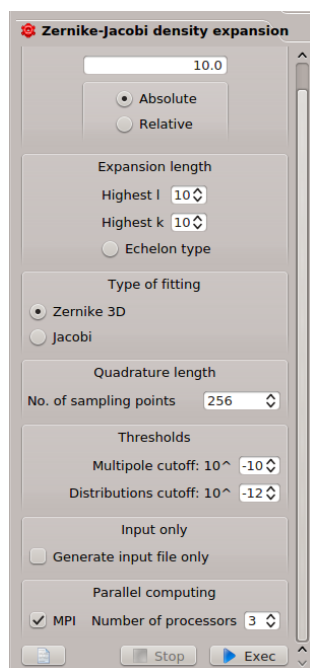 Zernike-Jacobi density expansion
10.0
Absolute
Relative
Expansion length
Highest l 10
Highest k 10
Echelon type
Type of fitting
Zernike 3D
Jacobi
Quadrature length
No. of sampling points 256
Thresholds
Multipole cutoff: 10^ -10
Distributions cutoff: 10^ -12
Input only
Generate input file only
Parallel computing
MPI Number of processors 3
Stop Exec